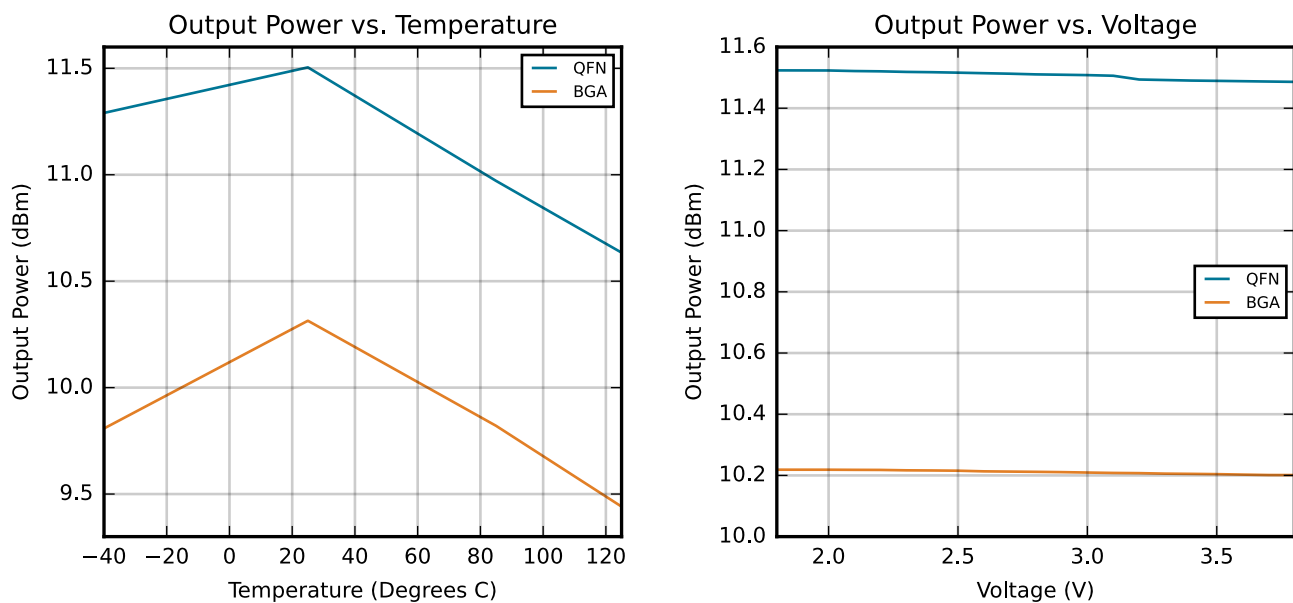 Output Power vs. Temperature
11.5
11.0
10.5
10.0
9.5
−40 −20 0 20 40 60 80 100 120
Temperature (Degrees C)
Output Power (dBm)
QFN
BGA
Output Power vs. Voltage
11.6
11.4
11.2
11.0
10.8
10.6
10.4
10.2
10.0
2.0 2.5 3.0 3.5
Voltage (V)
Output Power (dBm)
QFN
BGA